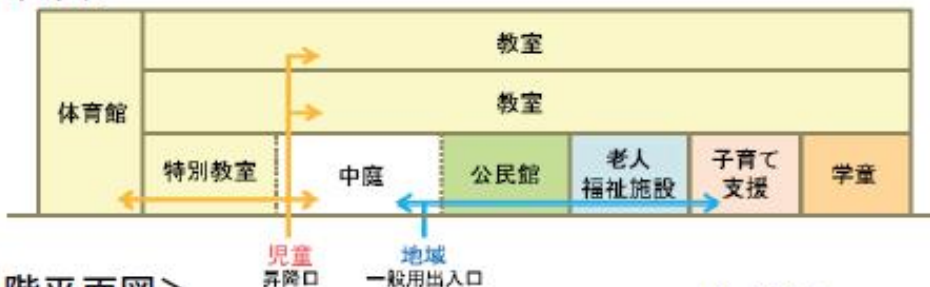 教室
教室
体育館
特別教室
中庭
公民館
老人
福祉施設
子育て
支援
学童
児童
昇降口
地域
一般用出入口
階平面図＞